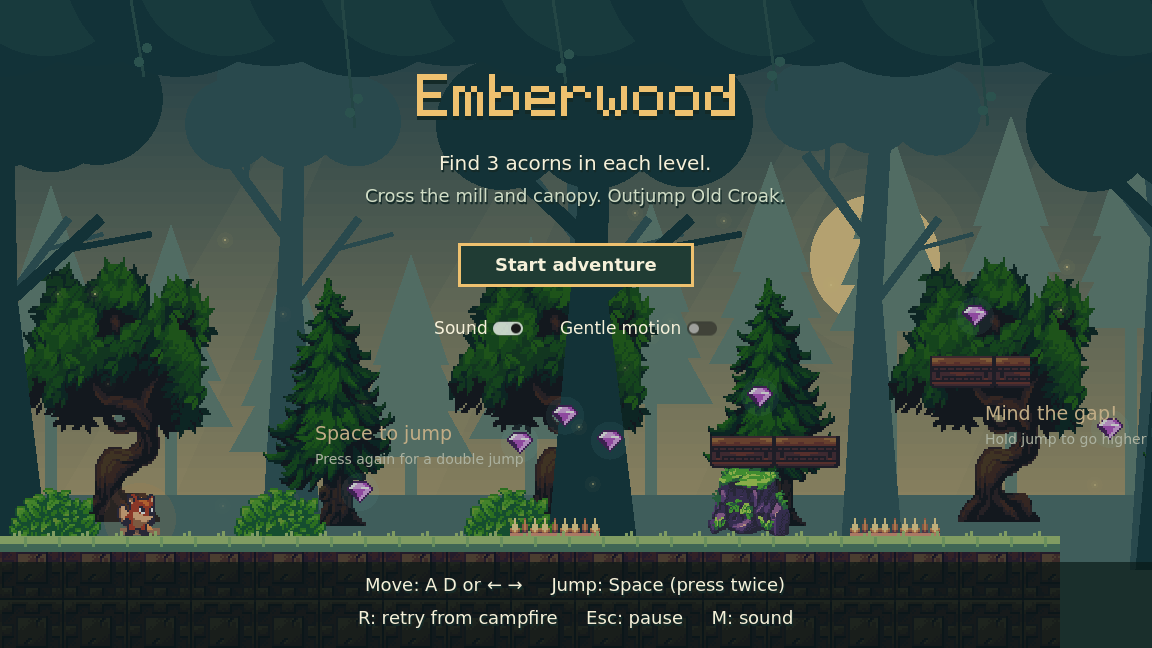 Emberwood
Find 3 acorns in each level.
Cross the mill and canopy. Outjump Old Croak.
Start adventure
Sound
Gentle motion
Space to jump
Press again for a double jump
Mind the gap!
Hold jump to go higher
Move: A D or ← → Jump: Space (press twice)
R: retry from campfire Esc: pause M: sound